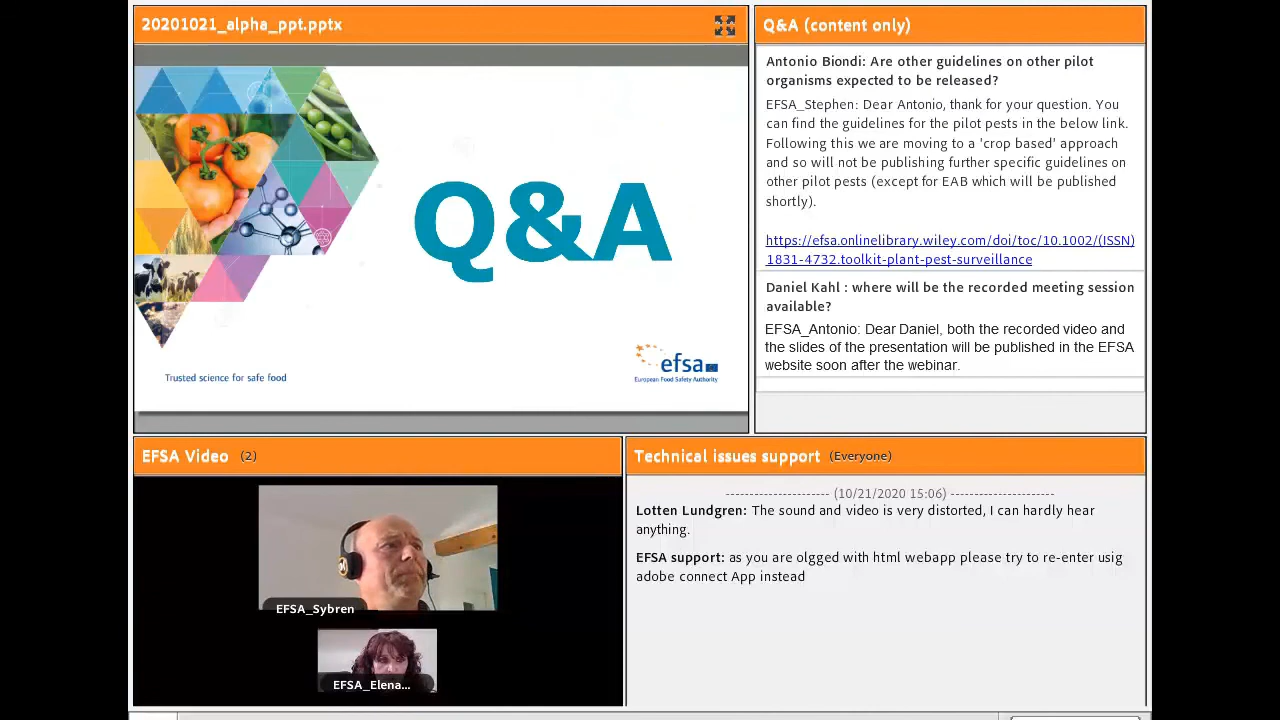 20201021_alpha_ppt.pptx
Q&A
Trusted science for safe food
efsa
European Food Safety Authority
Q&A (content only)
Antonio Biondi: Are other guidelines on other pilot
organisms expected to be released?
EFSA_Stephen: Dear Antonio, thank for your question. You
can find the guidelines for the pilot pests in the below link.
Following this we are moving to a 'crop based' approach
and so will not be publishing further specific guidelines on
other pilot pests (except for EAB which will be published
shortly).
https://efsa.onlinelibrary.wiley.com/doi/toc/10.1002/(ISSN)
1831-4732.toolkit-plant-pest-surveillance
Daniel Kahl : where will be the recorded meeting session
available?
EFSA_Antonio: Dear Daniel, both the recorded video and
the slides of the presentation will be published in the EFSA
website soon after the webinar.
EFSA Video (2)
EFSA_Sybren
EFSA_Elena...
Technical issues support (Everyone)
---------------------- (10/21/2020 15:06) ----------------------
Lotten Lundgren: The sound and video is very distorted, I can hardly hear
anything.
EFSA support: as you are olgged with html webapp please try to re-enter usig
adobe connect App instead